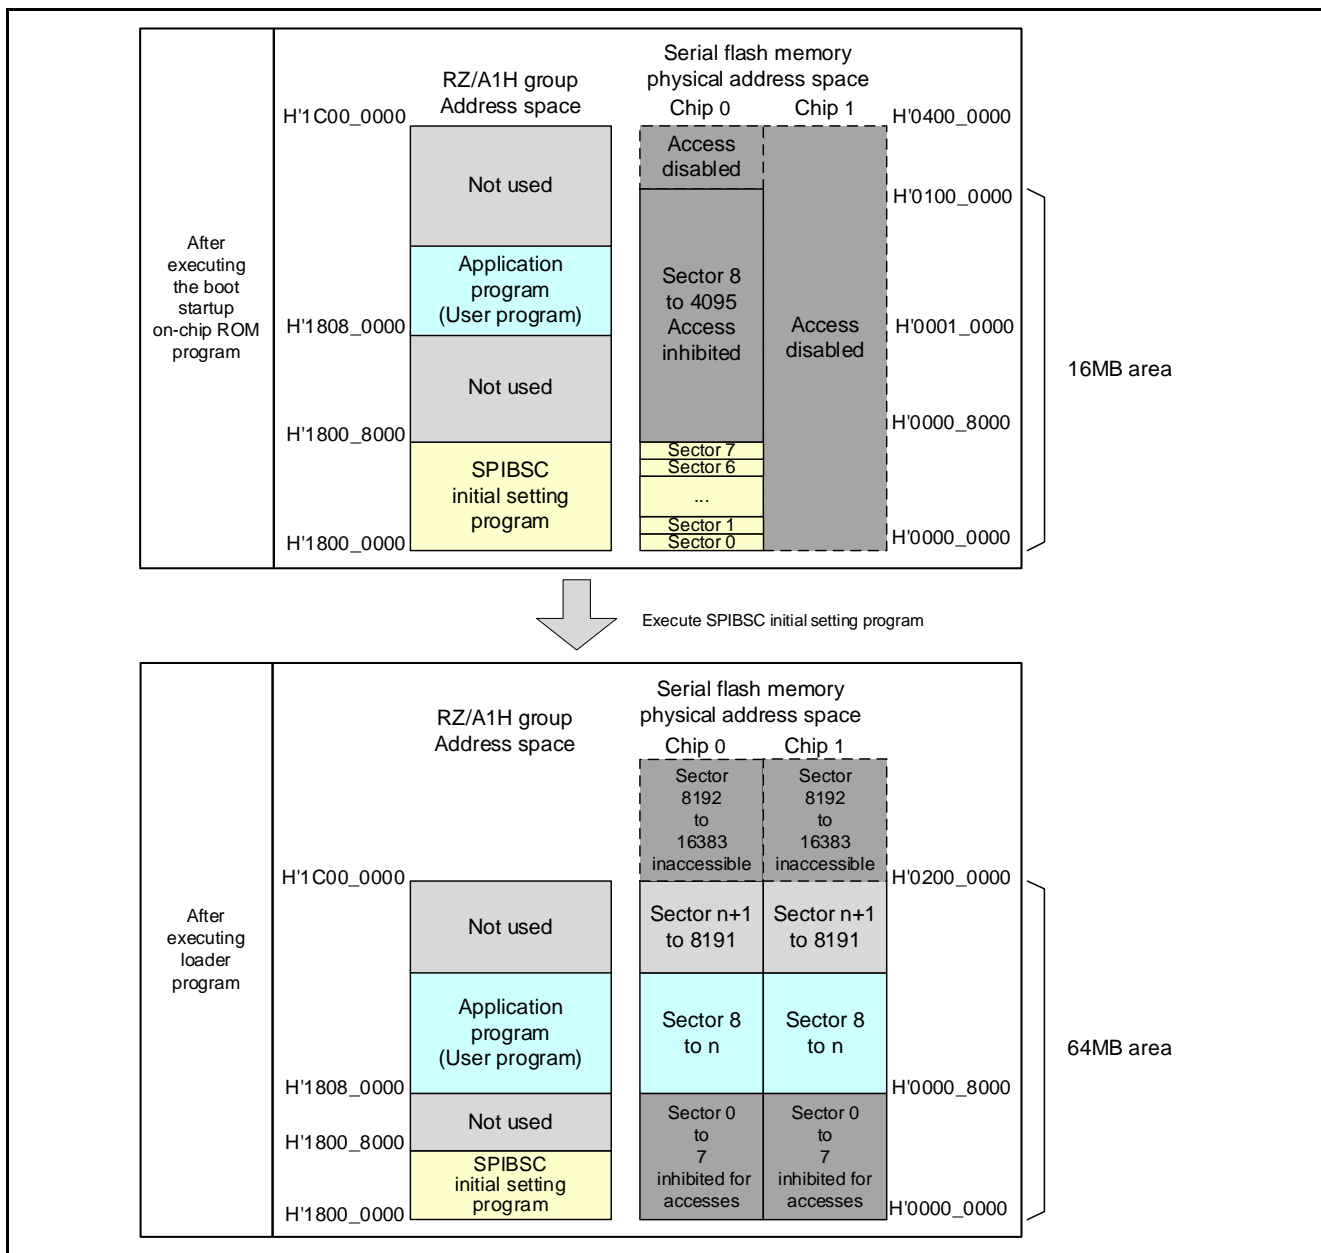 Serial flash memory
physical address space
RZ/A1H group
Address space
Chip 0
Chip 1
H'1C00_0000
H'0400_0000
Access
disabled
Not used
H'0100_0000
After
executing
the boot
startup
on-chip ROM
program
Application
program
(User program)
Sector 8
to 4095
Access
inhibited
Access
disabled
H'1808_0000
H'0001_0000
16MB area
Not used
H'1800_8000
H'0000_8000
Sector 7
Sector 6
SPIBSC
initial setting
program
...
Sector 1
Sector 0
H'1800_0000
H'0000_0000
Execute SPIBSC initial setting program
Serial flash memory
physical address space
RZ/A1H group
Address space
Chip 0
Chip 1
Sector
8192
to
16383
inaccessible
Sector
8192
to
16383
inaccessible
H'1C00_0000
H'0200_0000
After
executing
loader
program
Not used
Sector n+1
to 8191
Sector n+1
to 8191
Application
program
(User program)
Sector 8
to n
Sector 8
to n
64MB area
H'1808_0000
H'0000_8000
Not used
H'1800_8000
Sector 0
to
7
inhibited for
accesses
Sector 0
to
7
inhibited for
accesses
SPIBSC
initial setting
program
H'1800_0000
H'0000_0000